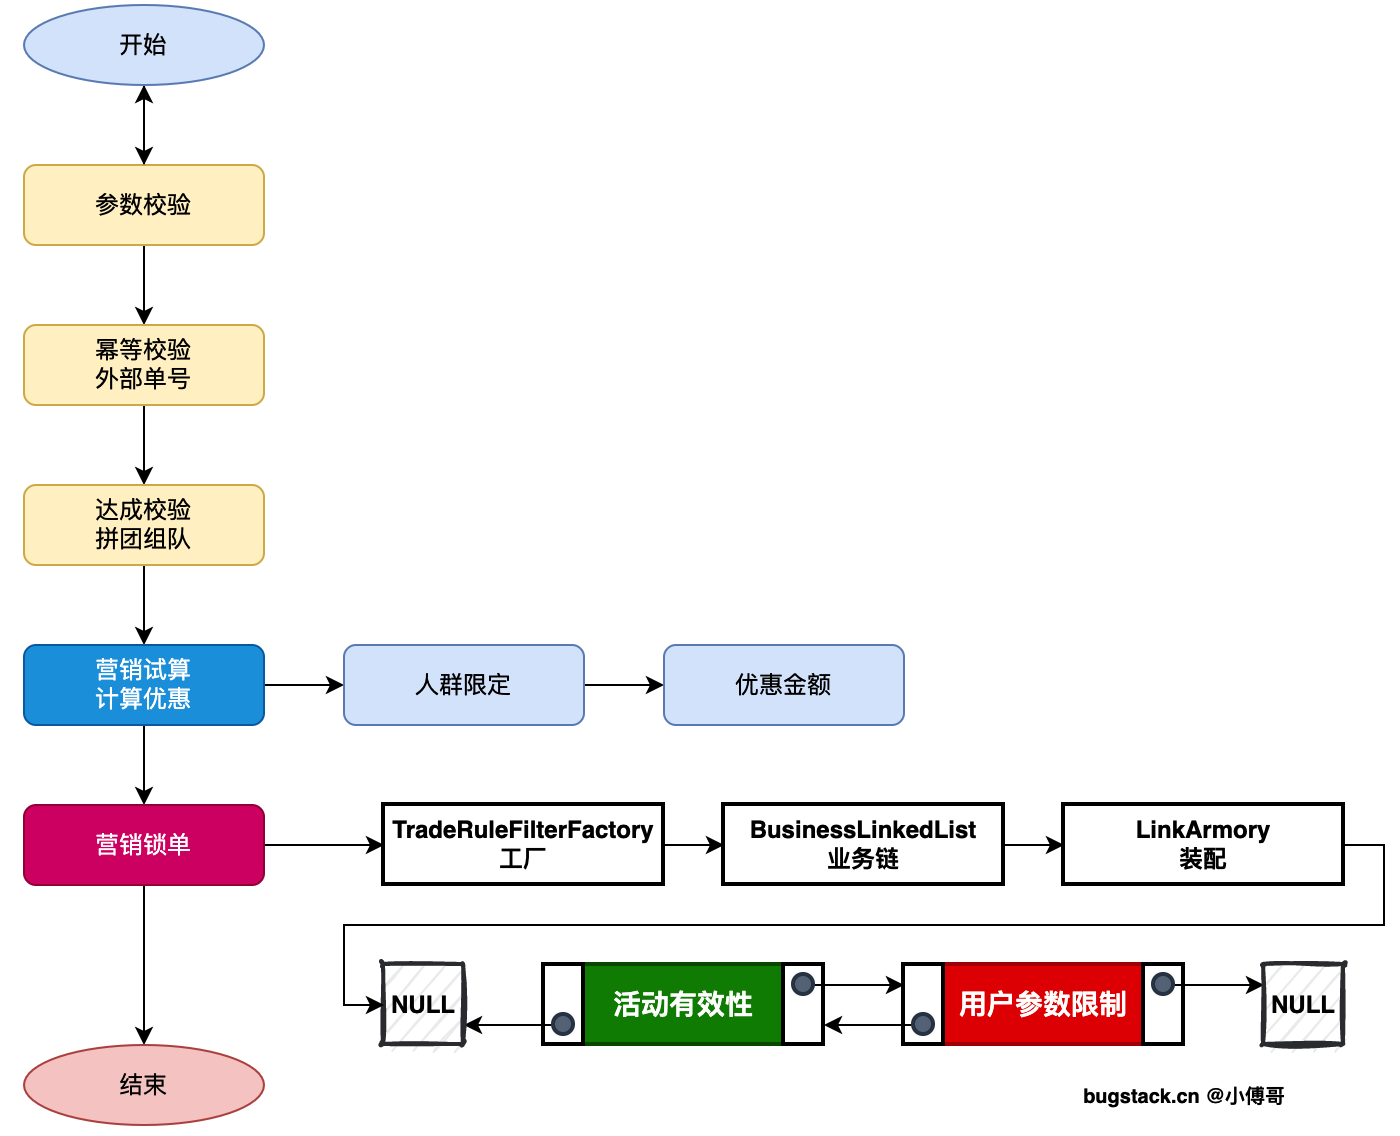 开始
参数校验
幂等校验
外部单号
达成校验
拼团组队
营销试算
计算优惠
人群限定
优惠金额
营销锁单
TradeRuleFilterFactory
工厂
BusinessLinkedList
业务链
LinkArmory
装配
NULL
活动有效性
用户参数限制
NULL
结束
bugstack.cn @小傅哥